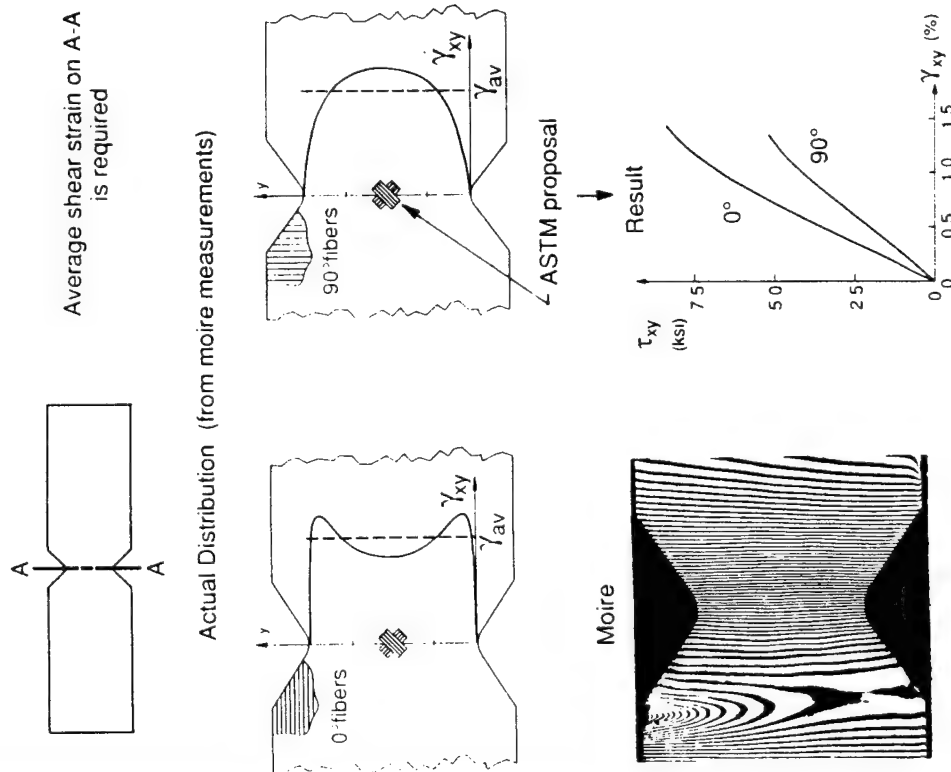 A
A
Average shear strain on A-A
is required
Actual Distribution (from moire measurements)
y
0° fibers
γxy
γav
y
90° fibers
γxy
γav
ASTM proposal
Moire
Result
τxy
(ksi)
7 5
5 0
2 5
0
0°
90°
0.0
0.5
1.0
1.5
γxy (%)